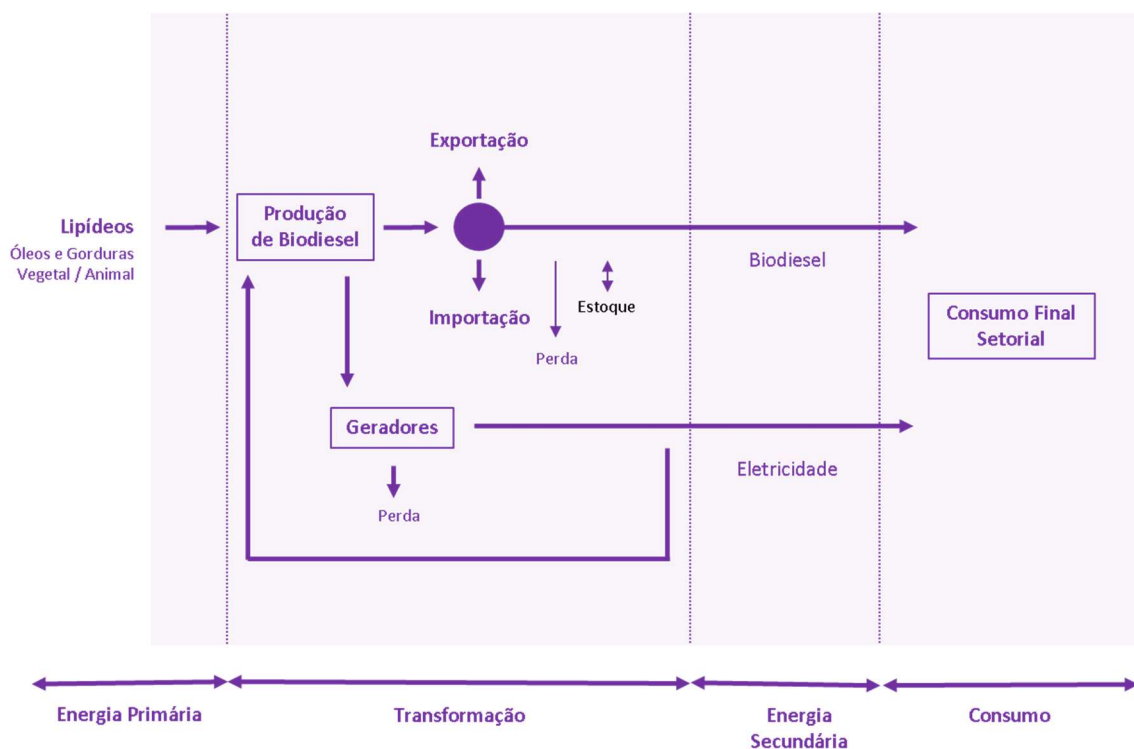 Exportação
Lipídeos
Óleos e Gorduras
Vegetal / Animal
Produção
de Biodiesel
Biodiesel
Importação
Estoque
Perda
Consumo Final
Setorial
Geradores
Eletricidade
Perda
Energia Primária
Transformação
Energia
Secundária
Consumo